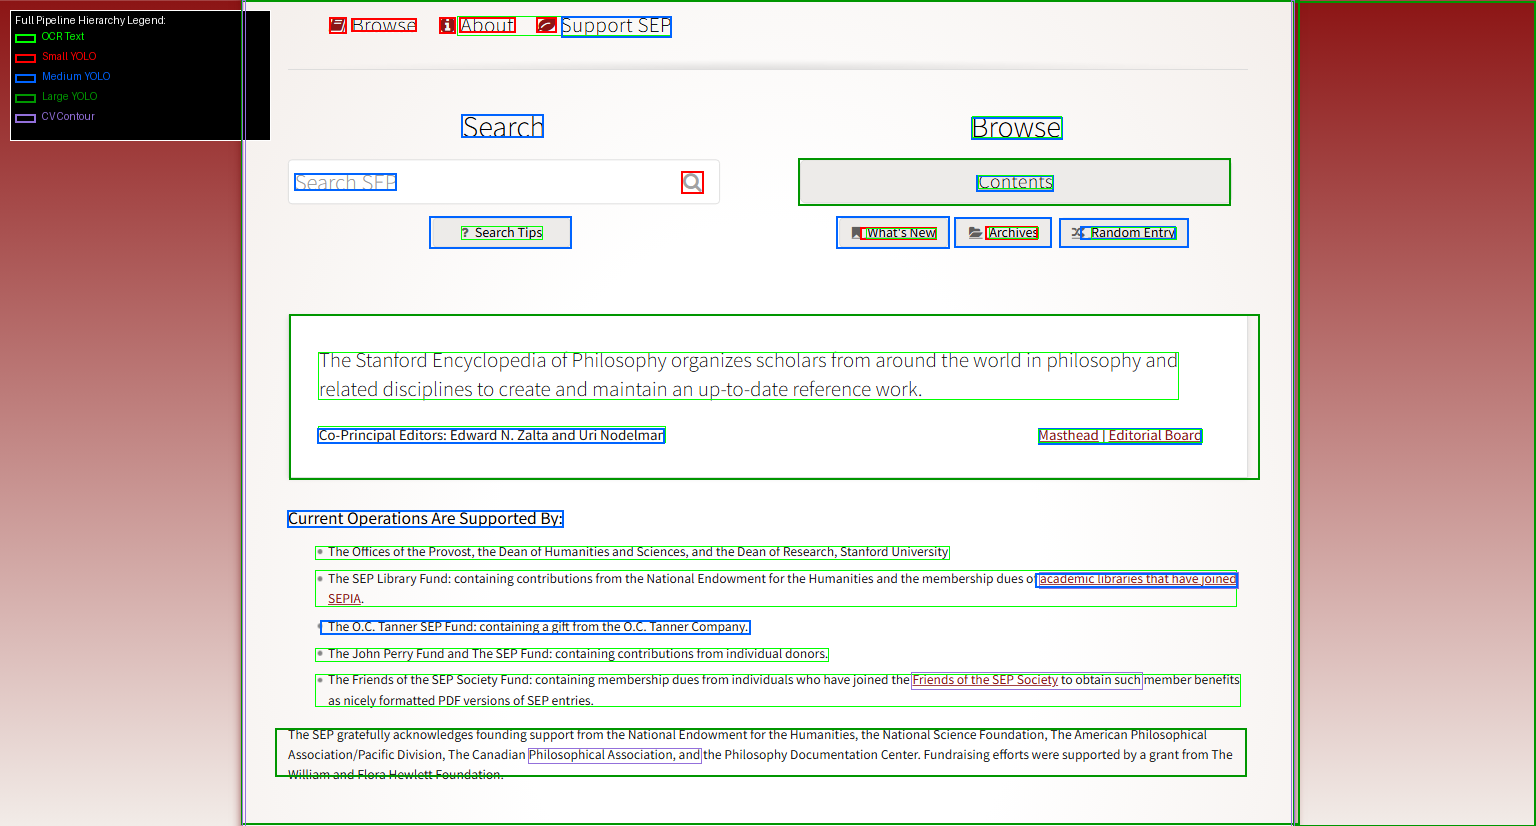 Full Pipeline Hierarchy Legend:
OCR Text
Small YOLO
Medium YOLO
Large YOLO
CV Contour
Browse About Support SEP
Search
Browse
Search SEP
Contents
? Search Tips
What's New Archives Random Entry
The Stanford Encyclopedia of Philosophy organizes scholars from around the world in philosophy and
related disciplines to create and maintain an up-to-date reference work.
Co-Principal Editors: Edward N. Zalta and Uri Nodelman
Masthead | Editorial Board
Current Operations Are Supported By:
The Offices of the Provost, the Dean of Humanities and Sciences, and the Dean of Research, Stanford University
The SEP Library Fund: containing contributions from the National Endowment for the Humanities and the membership dues of academic libraries that have joined
SEPIA.
The O.C. Tanner SEP Fund: containing a gift from the O.C. Tanner Company.
The John Perry Fund and The SEP Fund: containing contributions from individual donors.
The Friends of the SEP Society Fund: containing membership dues from individuals who have joined the Friends of the SEP Society to obtain such member benefits
as nicely formatted PDF versions of SEP entries.
The SEP gratefully acknowledges founding support from the National Endowment for the Humanities, the National Science Foundation, The American Philosophical
Association/Pacific Division, The Canadian Philosophical Association, and the Philosophy Documentation Center. Fundraising efforts were supported by a grant from The
William and Flora Hewlett Foundation.